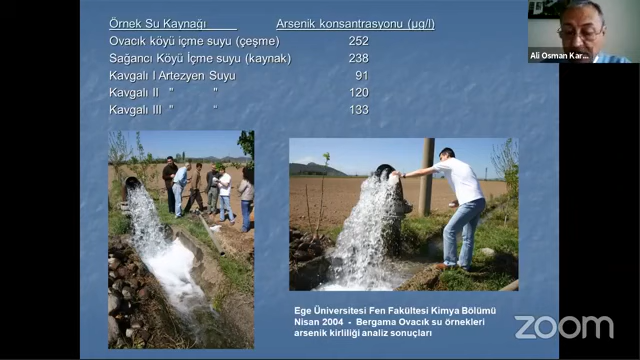 Örnek Su Kaynağı Arsenik konsantrasyonu (µg/l)
Ovacık köyü içme suyu (çeşme) 252
Sağancı Köyü İçme suyu (kaynak) 238
Kavgalı I Artezyen Suyu 91
Kavgalı II " " 120
Kavgalı III " " 133
Ali Osman Kar...
Ege Üniversitesi Fen Fakültesi Kimya Bölümü
Nisan 2004 - Bergama Ovacık su örnekleri
arsenik kirliliği analiz sonuçları
zoom